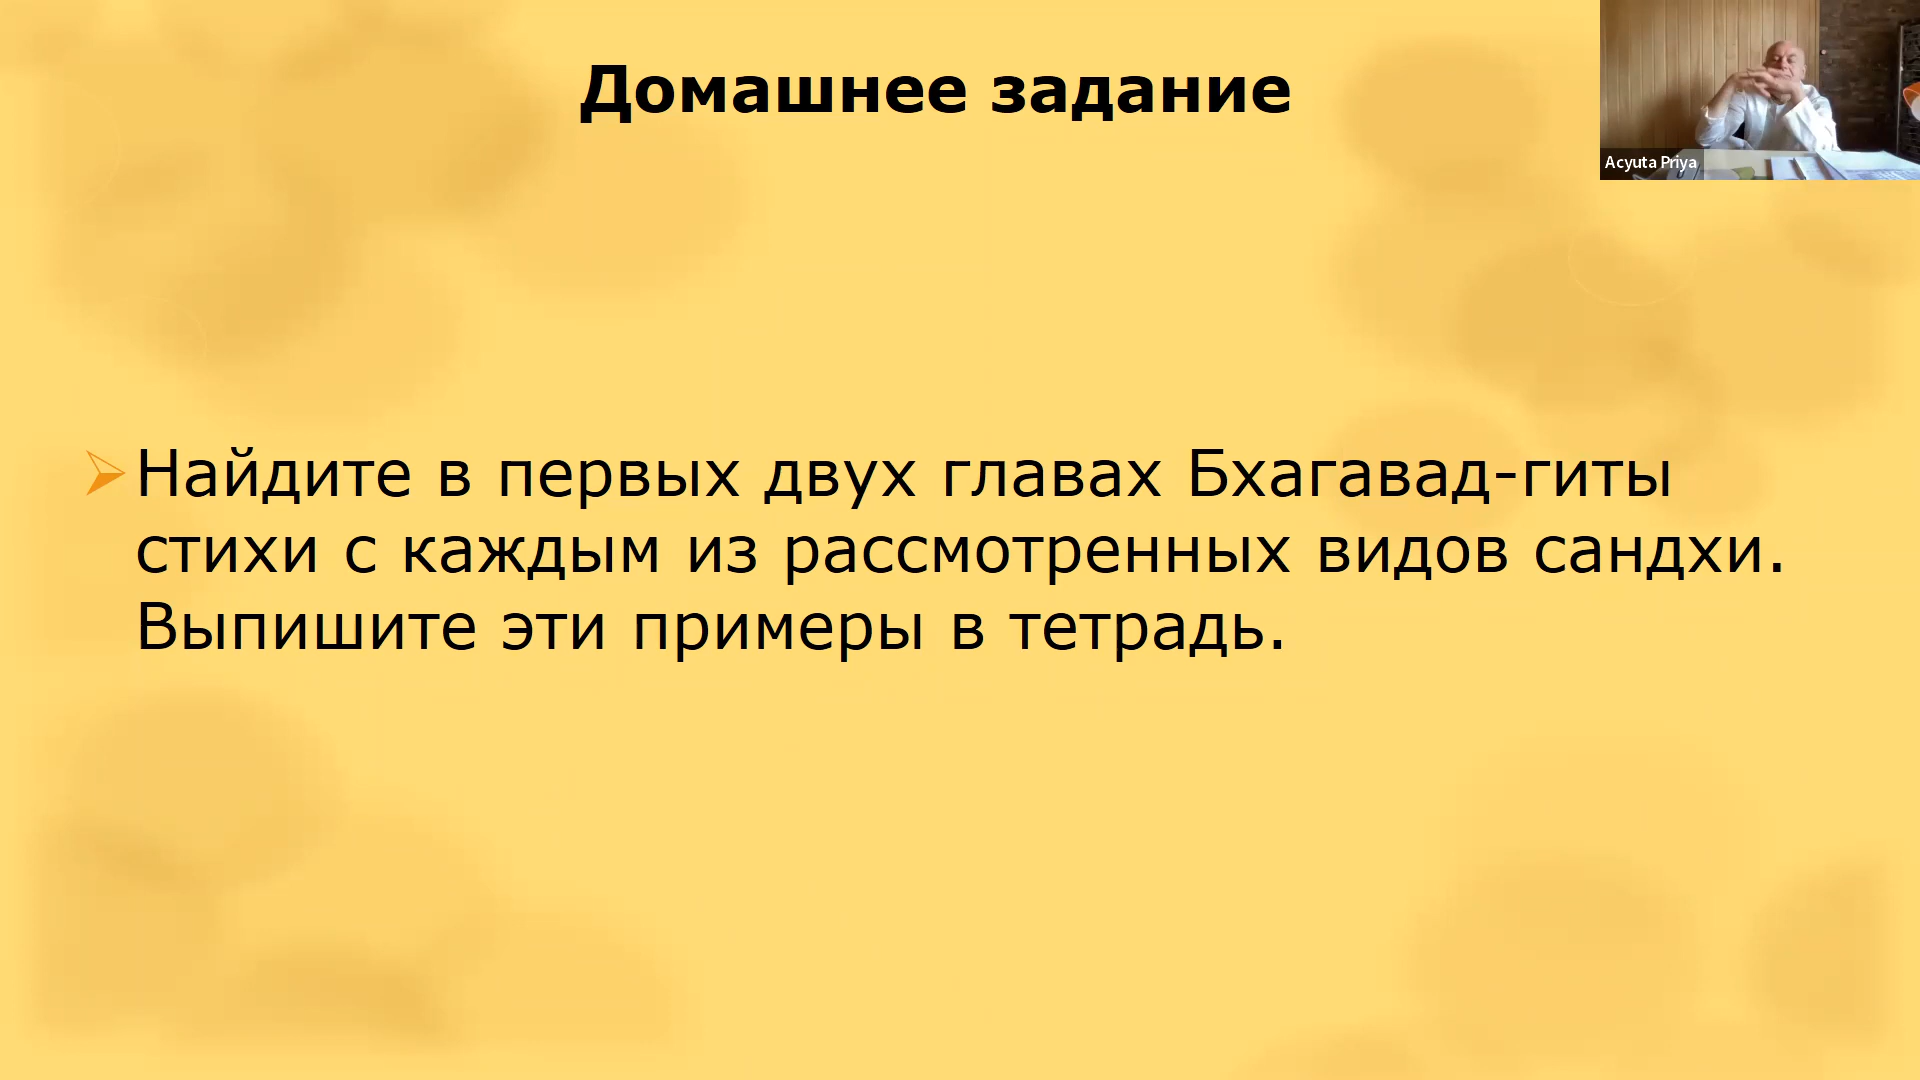 Домашнее задание
Acyuta Priya
Найдите в первых двух главах Бхагавад-гиты
стихи с каждым из рассмотренных видов сандхи.
Выпишите эти примеры в тетрадь.